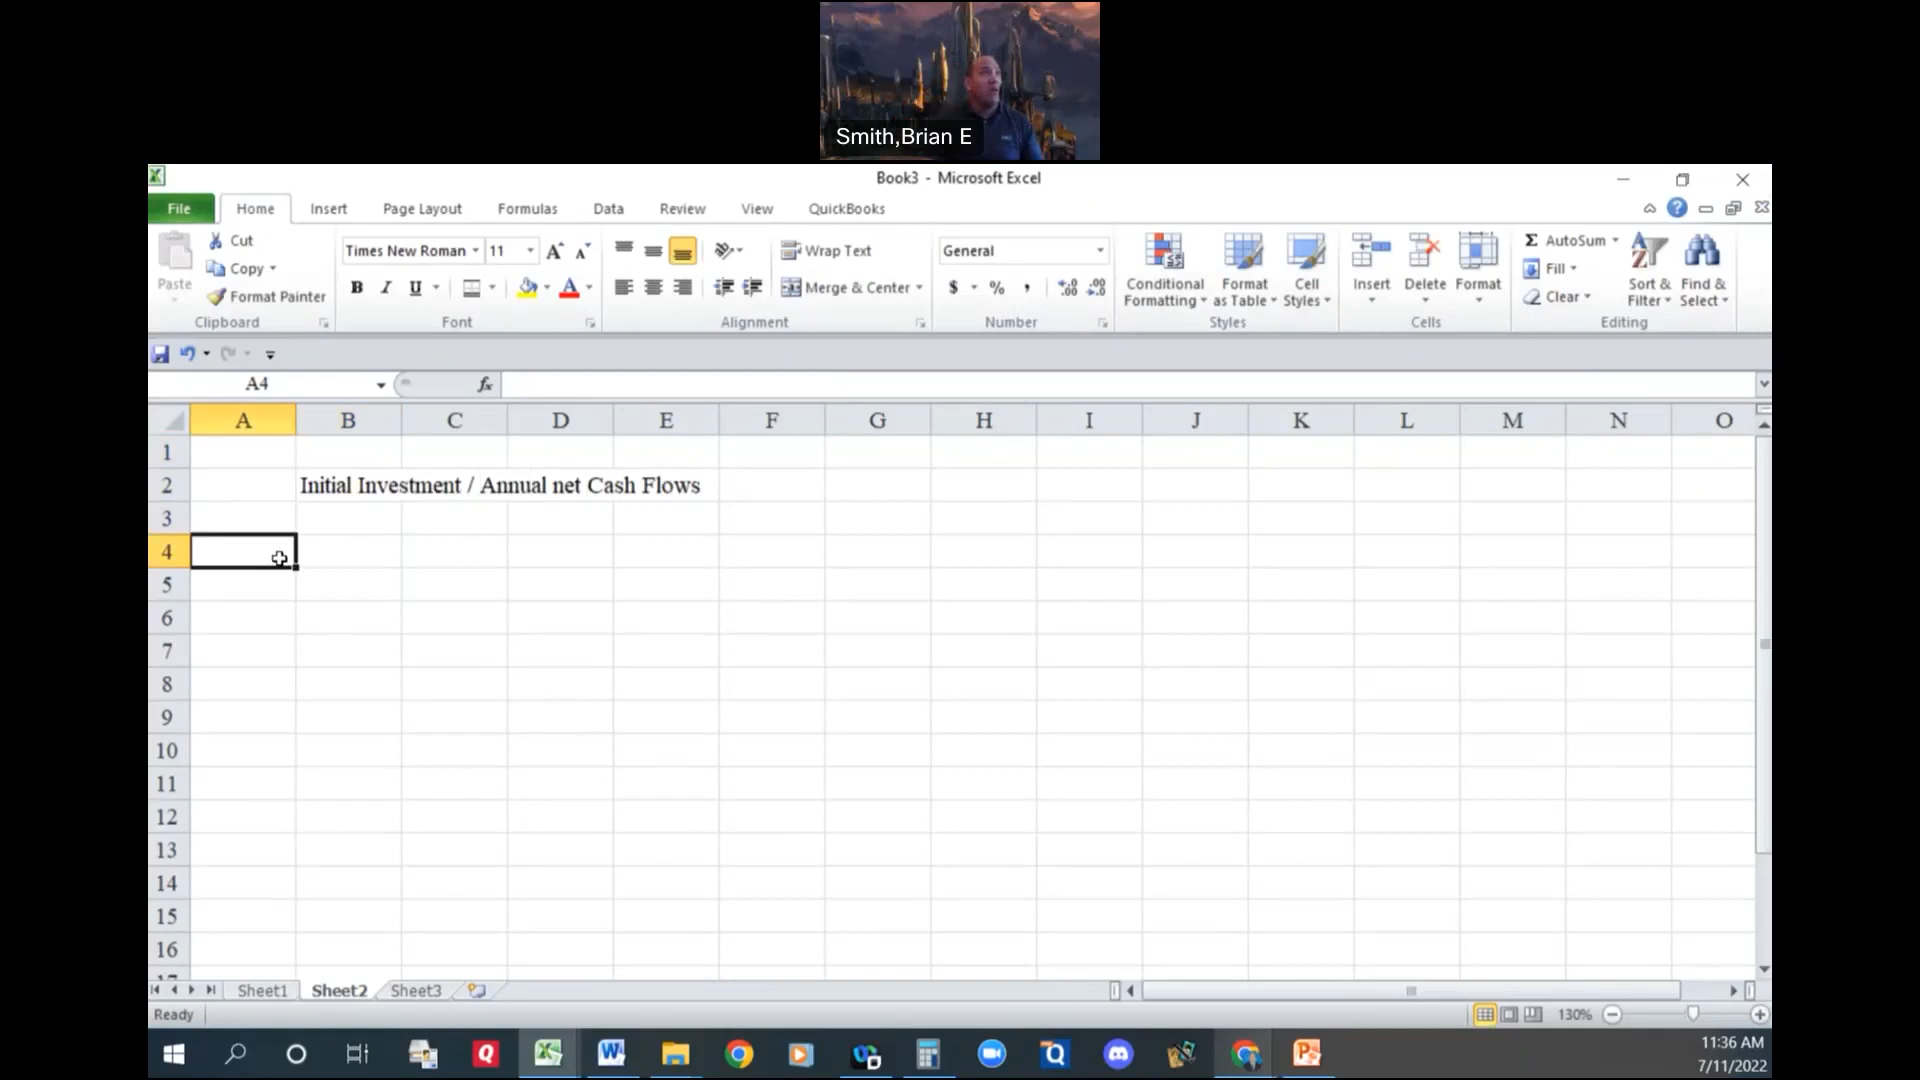 Smith,Brian E
Book3 - Microsoft Excel
File Home Insert Page Layout Formulas Data Review View QuickBooks
Paste
Cut
Copy
Format Painter
Clipboard
Times New Roman 11
B I U
Font
Wrap Text
Merge & Center
Alignment
General
$ % ,
Number
Conditional Formatting
Format as Table
Cell Styles
Styles
Insert Delete Format
Cells
Σ AutoSum
Fill
Clear
Sort & Filter
Find & Select
Editing
A4 fx
A B C D E F G H I J K L M N O
1
2 Initial Investment / Annual net Cash Flows
3
4
5
6
7
8
9
10
11
12
13
14
15
16
Sheet1 Sheet2 Sheet3
Ready 130%
11:36 AM
7/11/2022